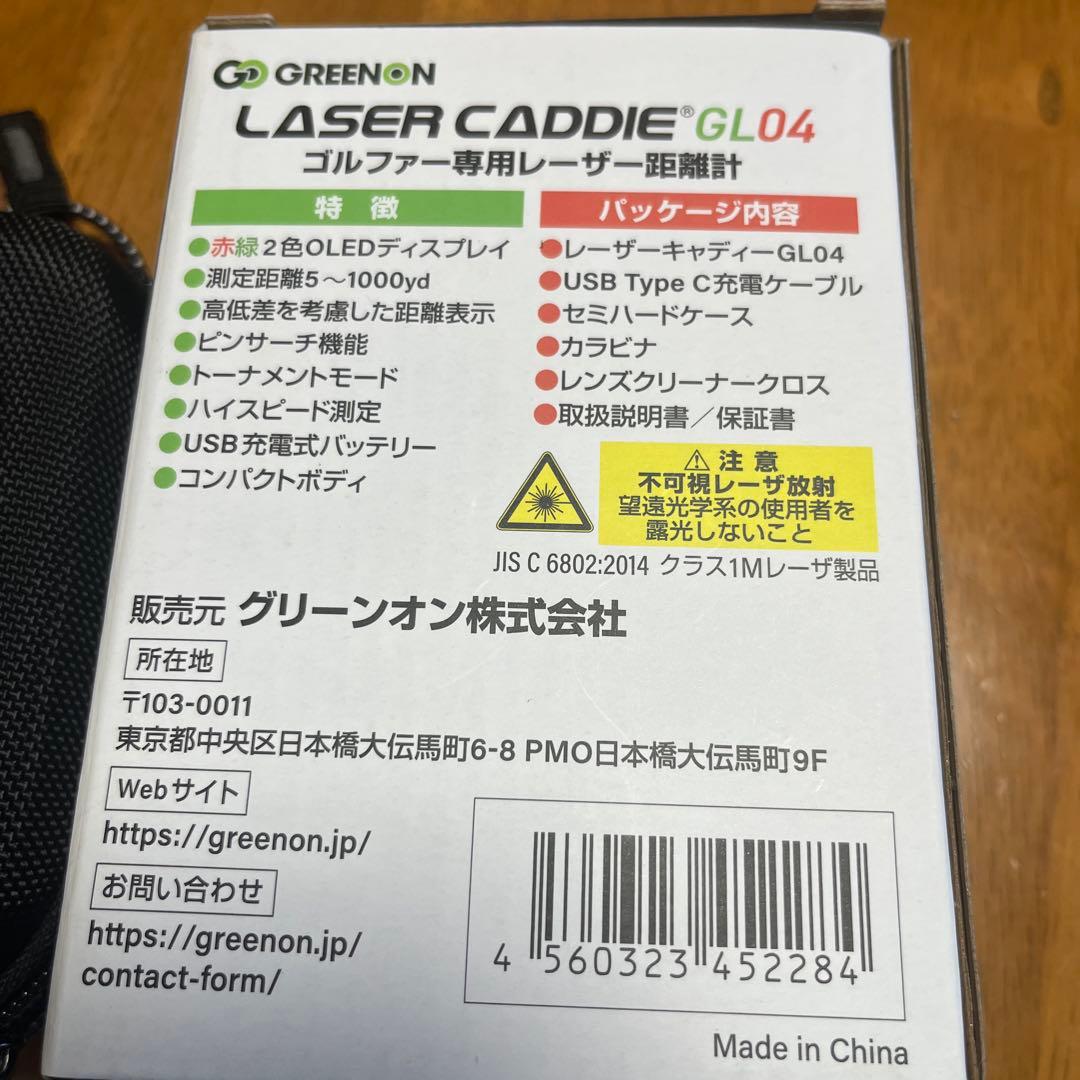 GREENON
LASER CADDIE® GL04
ゴルファー専用レーザー距離計
特徴
●赤緑2色OLEDディスプレイ
●測定距離5〜1000yd
●高低差を考慮した距離表示
●ピンサーチ機能
●トーナメントモード
●ハイスピード測定
●USB充電式バッテリー
●コンパクトボディ
パッケージ内容
●レーザーキャディーGL04
●USB Type C充電ケーブル
●セミハードケース
●カラビナ
●レンズクリーナークロス
●取扱説明書／保証書
⚠注意
不可視レーザ放射
望遠光学系の使用者を
露光しないこと
JIS C 6802:2014 クラス1Mレーザ製品
販売元 グリーンオン株式会社
所在地
〒103-0011
東京都中央区日本橋大伝馬町6-8 PMO日本橋大伝馬町9F
Webサイト
https://greenon.jp/
お問い合わせ
https://greenon.jp/
contact-form/
4 560323 452284
Made in China